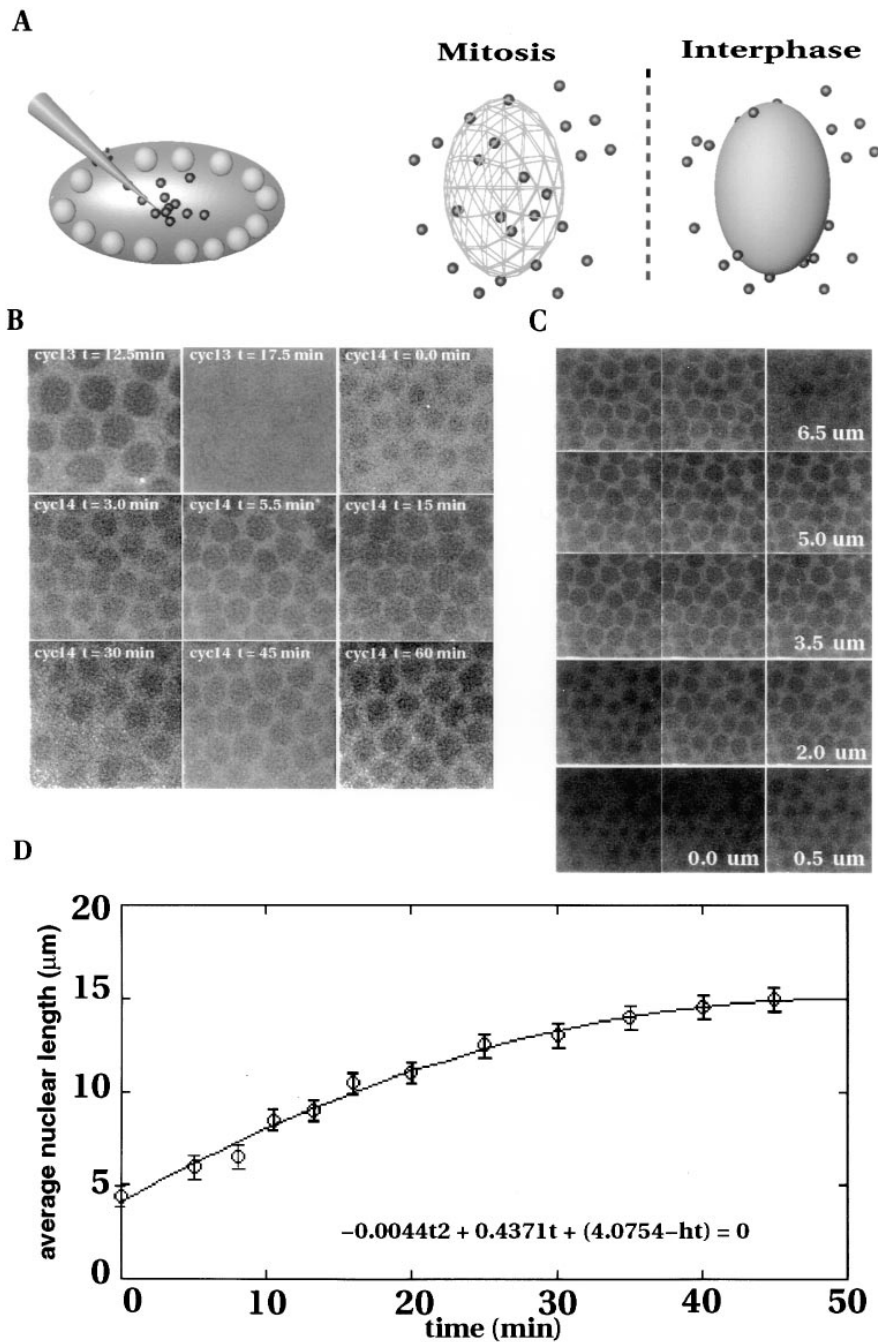 A
Mitosis
Interphase
B
cyc13 t = 12.5min
cyc13 t = 17.5 min
cyc14 t = 0.0 min
cyc14 t = 3.0 min
cyc14 t = 5.5 min
cyc14 t = 15 min
cyc14 t = 30 min
cyc14 t = 45 min
cyc14 t = 60 min
C
6.5 um
5.0 um
3.5 um
2.0 um
0.0 um
0.5 um
D
average nuclear length (μm)
20
15
10
5
0
−0.0044t2 + 0.4371t + (4.0754−ht) = 0
0 10 20 30 40 50
time (min)